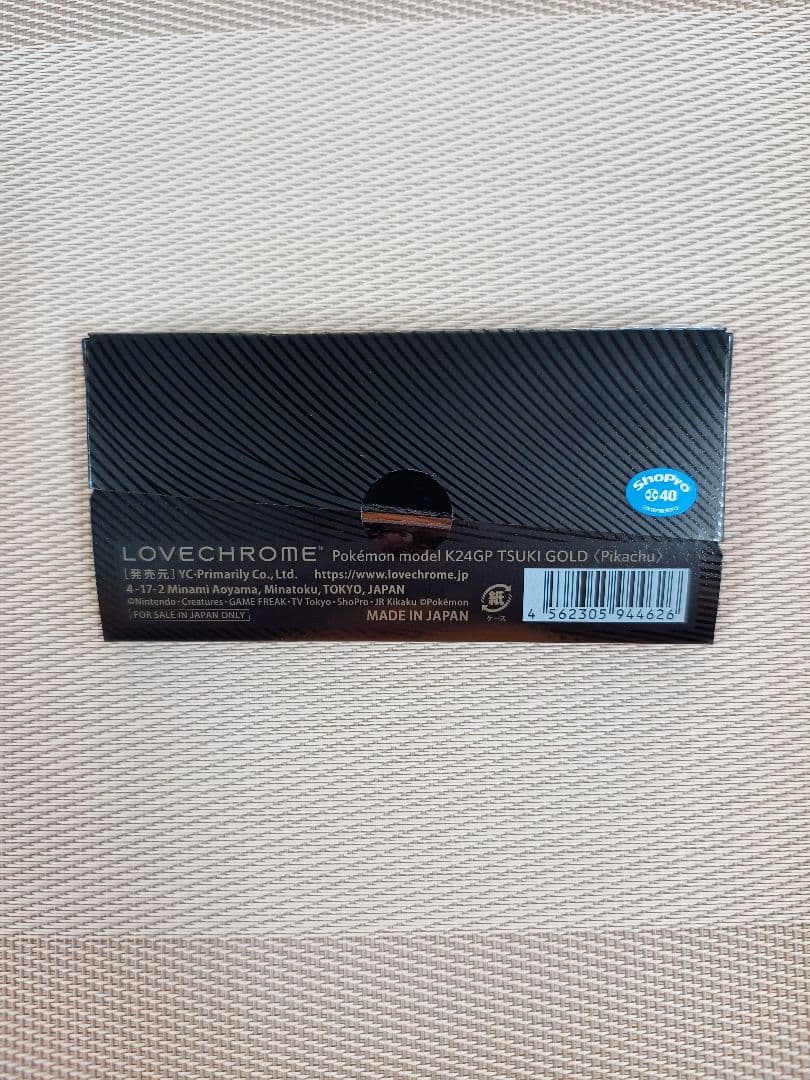 ShoPro
40
LOVECHROME™ Pokémon model K24GP TSUKI GOLD〈Pikachu〉
[発売元] YC-Primarily Co., Ltd. https://www.lovechrome.jp
4-17-2 Minami Aoyama, Minatoku, TOKYO, JAPAN
©Nintendo・Creatures・GAME FREAK・TV Tokyo・ShoPro・JR Kikaku ©Pokémon
FOR SALE IN JAPAN ONLY
MADE IN JAPAN
紙
ケース
4 562305 944626